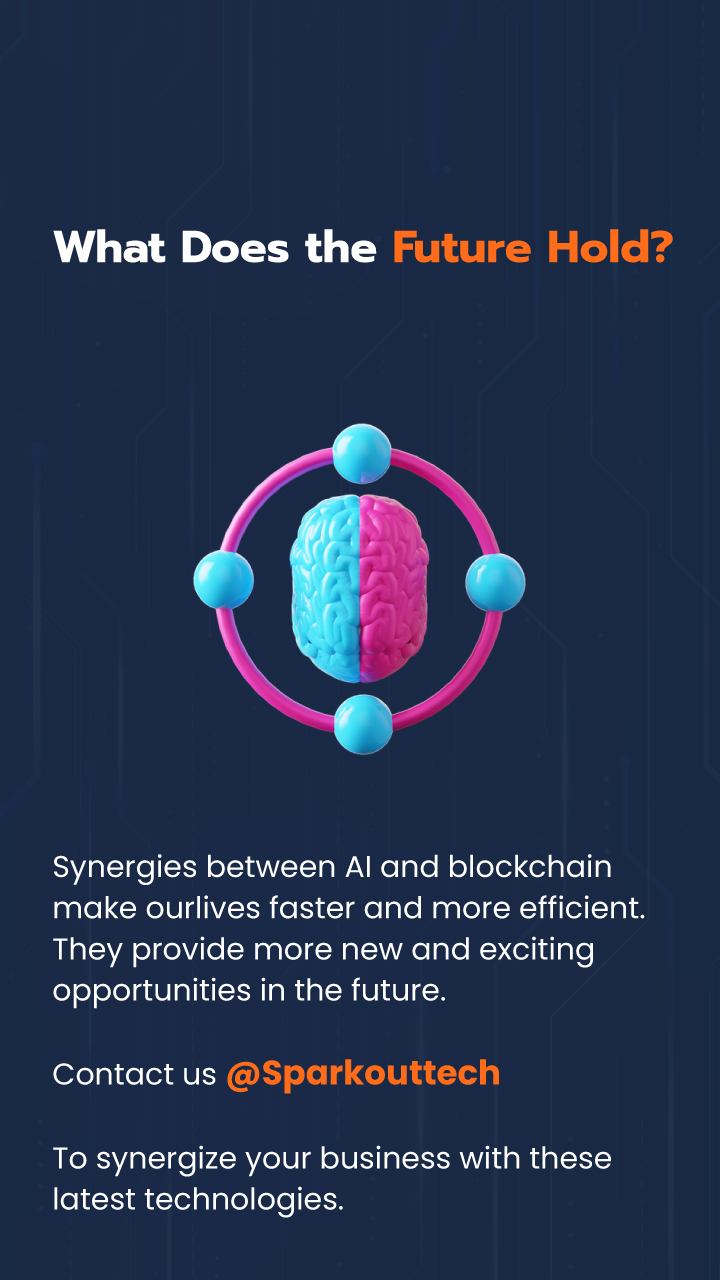 What Does the Future Hold?
Synergies between AI and blockchain
make ourlives faster and more efficient.
They provide more new and exciting
opportunities in the future.
Contact us @Sparkouttech
To synergize your business with these
latest technologies.